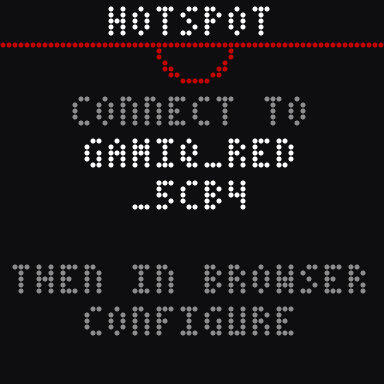 HOTSPOT
CONNECT TO
GAMIQ_RED
_5CB4
THEN IN BROWSER
CONFIGURE